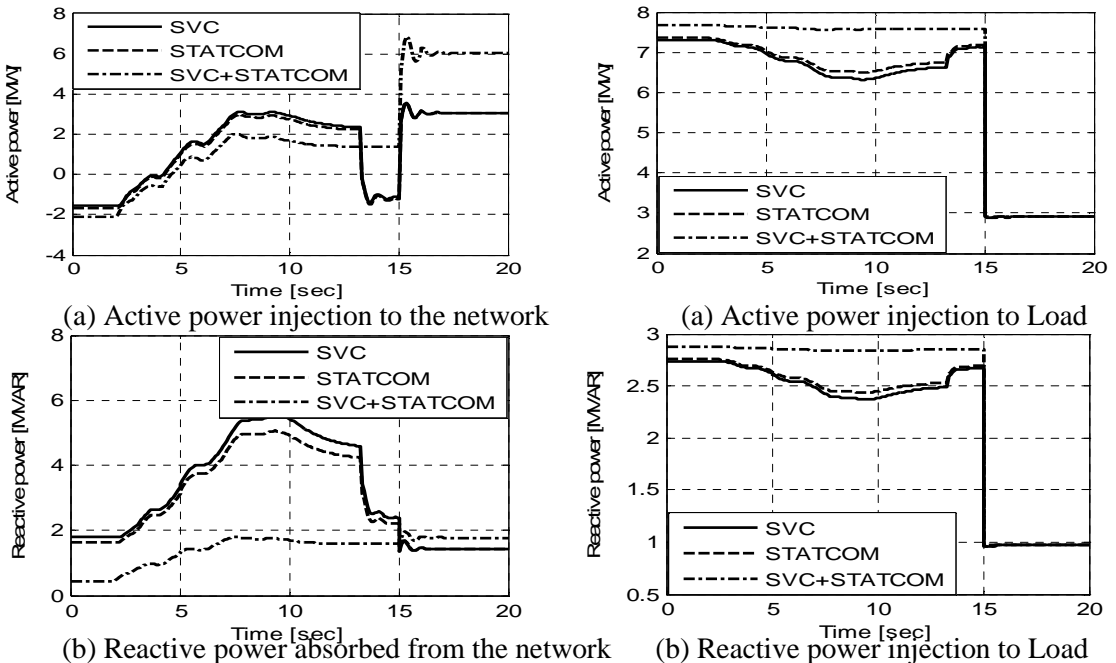 8
6
4
2
0
-2
-4
Active power [MW]
SVC
STATCOM
SVC+STATCOM
0 5 10 15 20
Time [sec]
(a) Active power injection to the network
8
7
6
5
4
3
2
Active power [MW]
SVC
STATCOM
SVC+STATCOM
0 5 10 15 20
Time [sec]
(a) Active power injection to Load
8
6
4
2
0
Reactive power [MVAR]
SVC
STATCOM
SVC+STATCOM
0 5 10 15 20
Time [sec]
(b) Reactive power absorbed from the network
3
2.5
2
1.5
1
0.5
Reactive power [MVAR]
SVC
STATCOM
SVC+STATCOM
0 5 10 15 20
Time [sec]
(b) Reactive power injection to Load